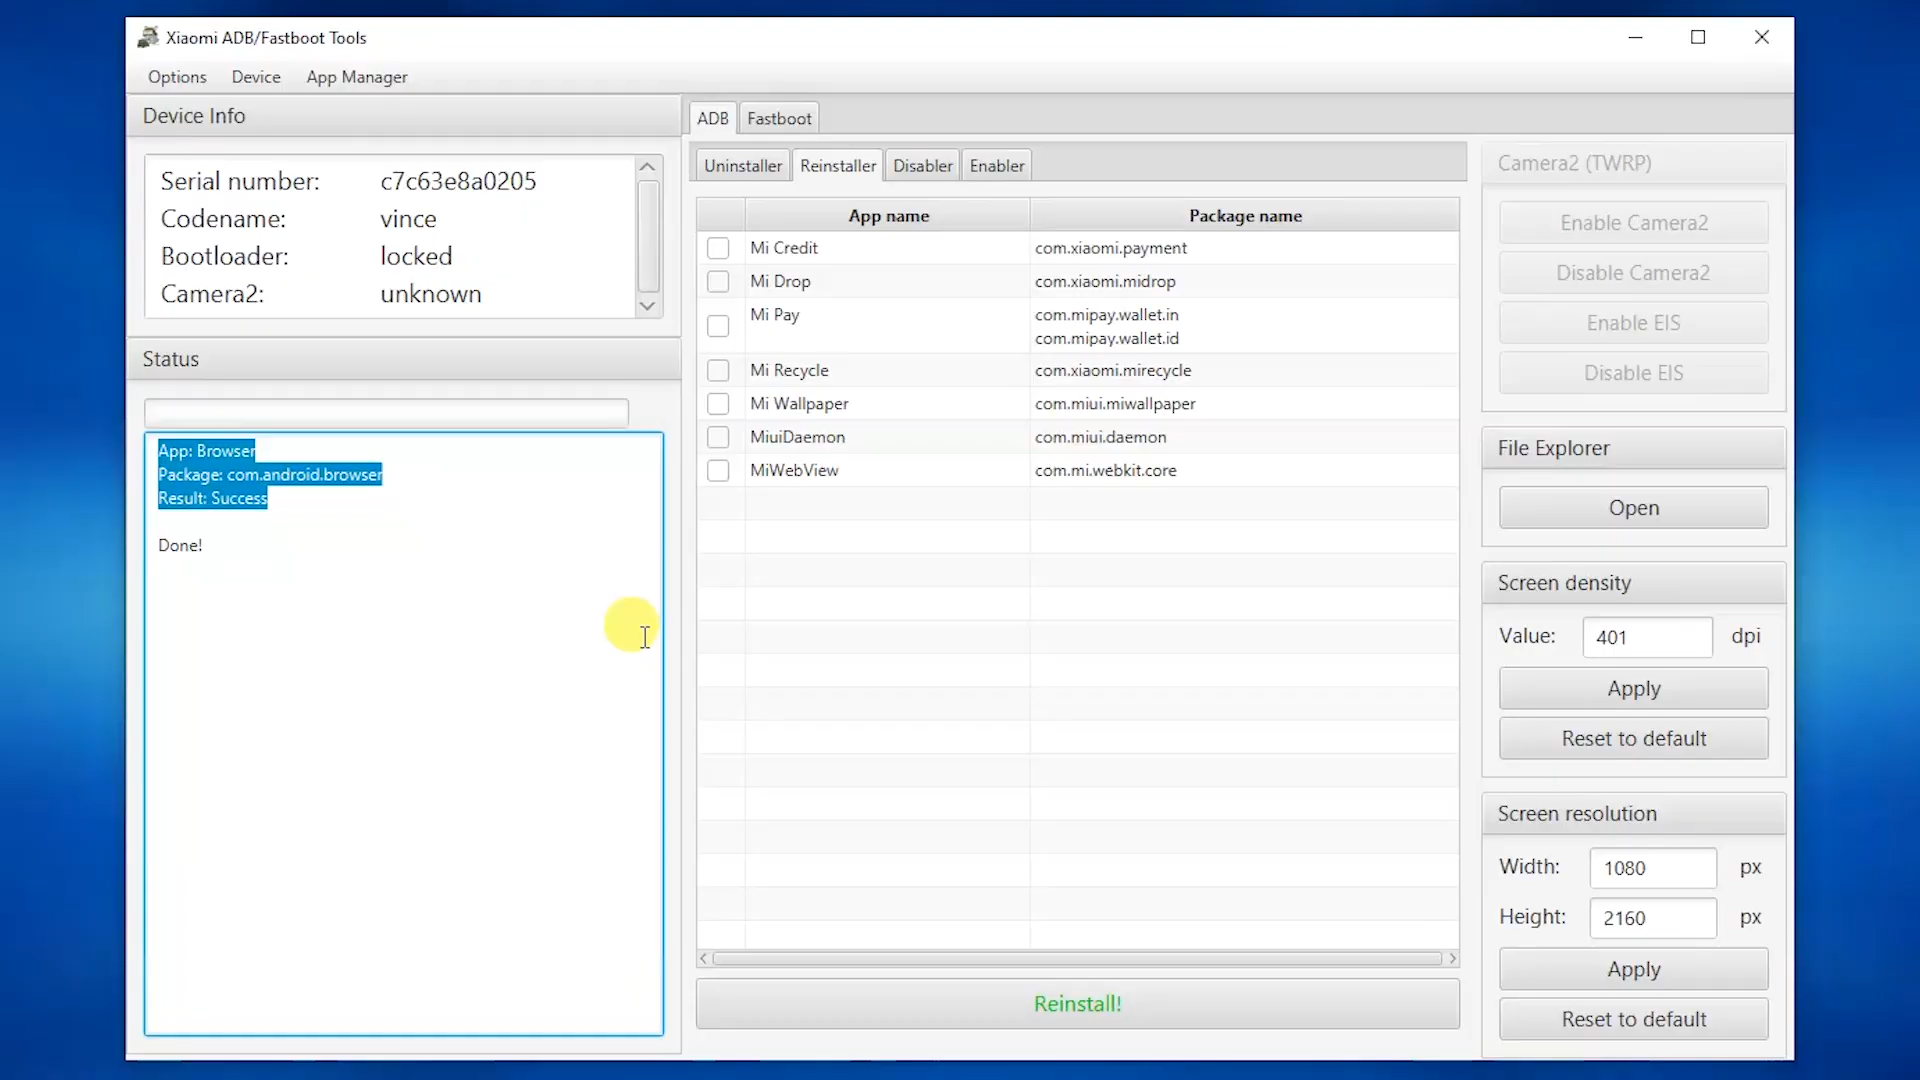 Xiaomi ADB/Fastboot Tools
Options Device App Manager
Device Info
Serial number: c7c63e8a0205
Codename: vince
Bootloader: locked
Camera2: unknown
Status
App: Browser
Package: com.android.browser
Result: Success
Done!
ADB Fastboot
Uninstaller Reinstaller Disabler Enabler
App name Package name
Mi Credit com.xiaomi.payment
Mi Drop com.xiaomi.midrop
Mi Pay com.mipay.wallet.in
com.mipay.wallet.id
Mi Recycle com.xiaomi.mirecycle
Mi Wallpaper com.miui.miwallpaper
MiuiDaemon com.miui.daemon
MiWebView com.mi.webkit.core
Reinstall!
Camera2 (TWRP)
Enable Camera2
Disable Camera2
Enable EIS
Disable EIS
File Explorer
Open
Screen density
Value: 401 dpi
Apply
Reset to default
Screen resolution
Width: 1080 px
Height: 2160 px
Apply
Reset to default